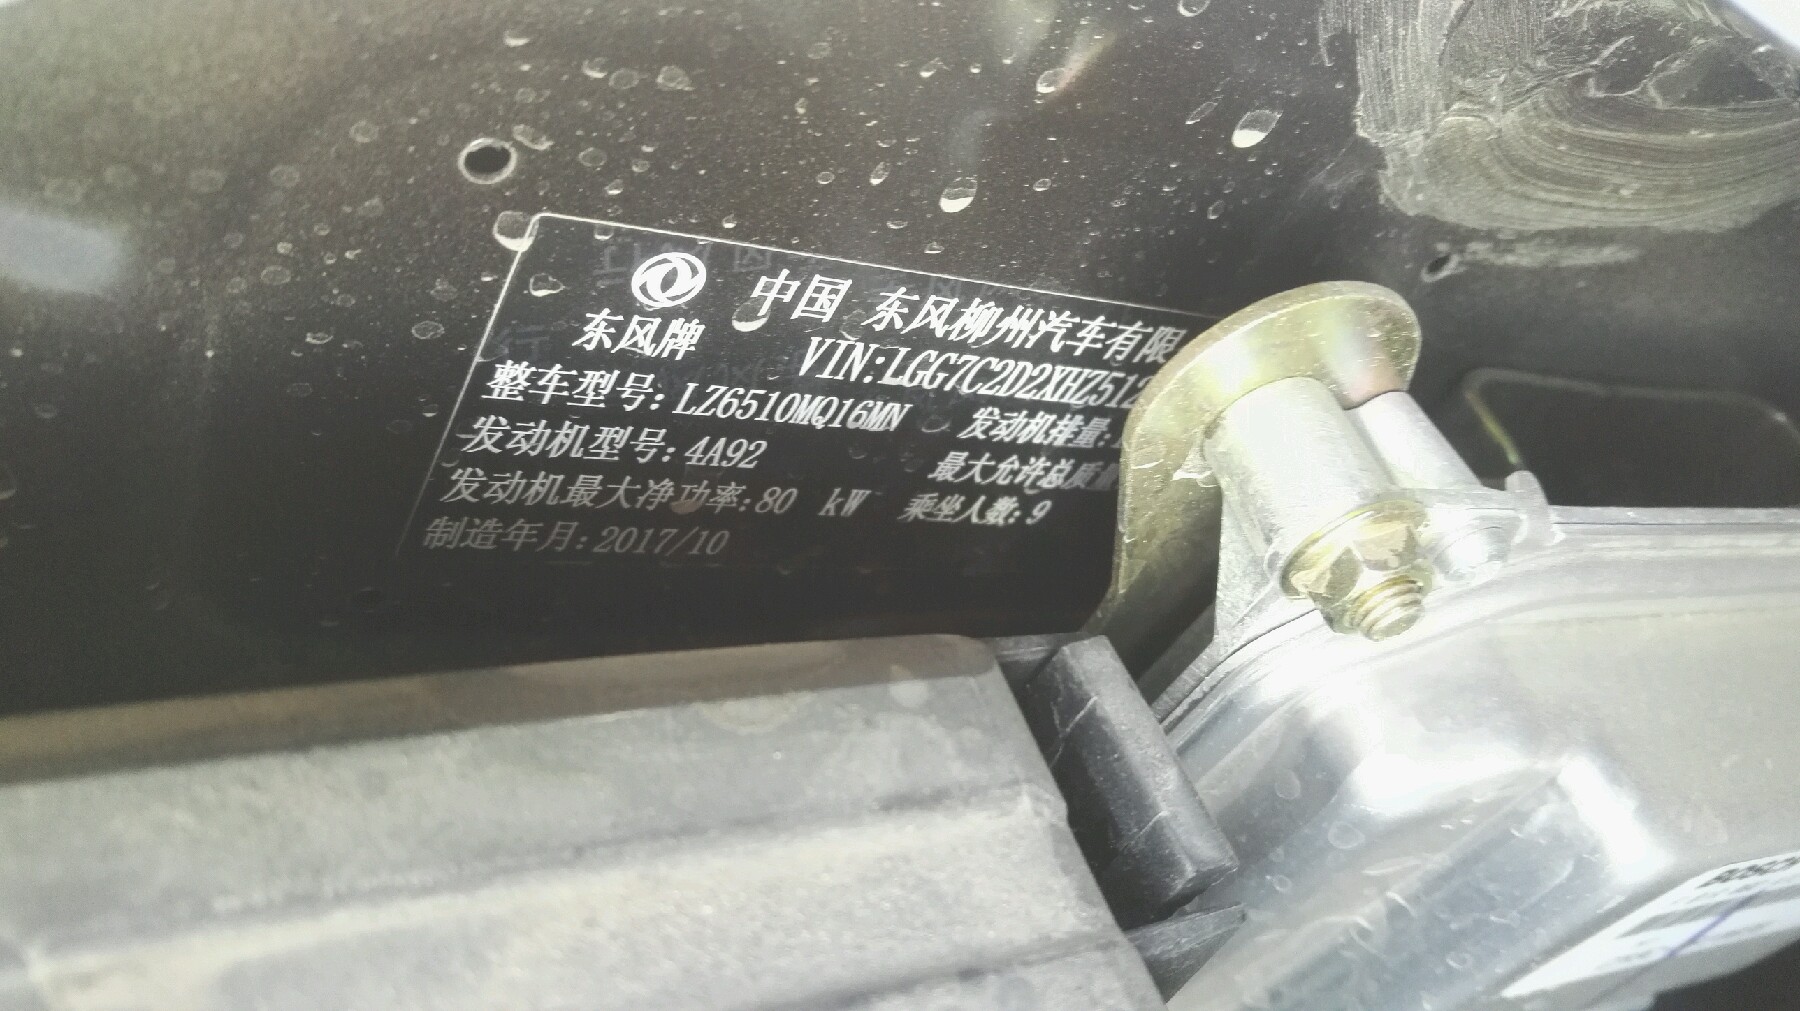 中国 东风柳州汽车有限
东风牌 VIN:LGG7C2D2XHZ512
整车型号: LZ6510MQ16MN 发动机排量:
发动机型号: 4A92 最大允许总质量
发动机最大净功率: 80 kW 乘坐人数: 9
制造年月: 2017/10